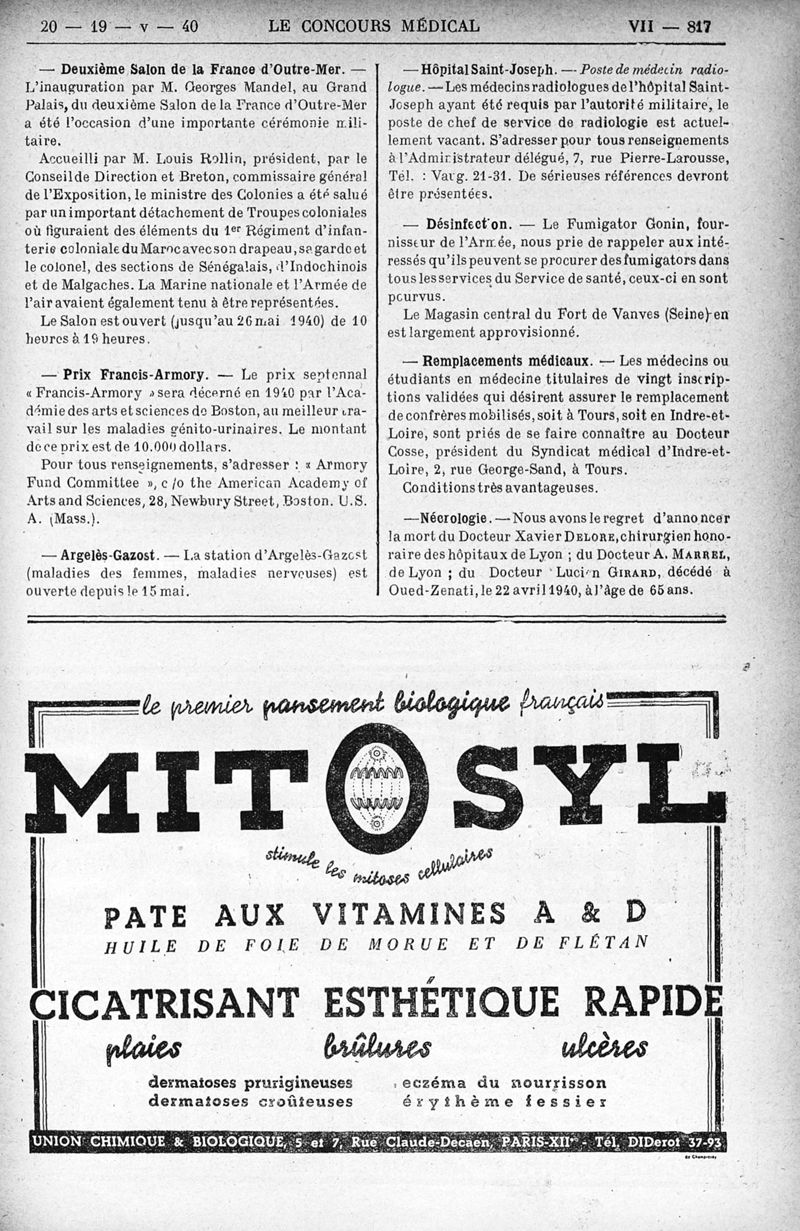 20 — 19 — V — 40 LE CONCOURS MÉDICAL VII — 817
— Deuxième Salon de la France d'Outre-Mer. —
L'inauguration par M. Georges Mandel, au Grand
Palais, du deuxième Salon de la France d'Outre-Mer
a été l'occasion d'une importante cérémonie mili-
taire.
Accueilli par M. Louis Rollin, président, par le
Conseil de Direction et Breton, commissaire général
de l'Exposition, le ministre des Colonies a été salué
par un important détachement de Troupes coloniales
où figuraient des éléments du 1er Régiment d'infan-
terie coloniale du Maroc avec son drapeau, sa garde et
le colonel, des sections de Sénégalais, d'Indochinois
et de Malgaches. La Marine nationale et l'Armée de
l'air avaient également tenu à être représentées.
Le Salon est ouvert (jusqu'au 26 mai 1940) de 10
heures à 19 heures.
— Prix Francis-Armory. — Le prix septennal
« Francis-Armory » sera décerné en 1940 par l'Aca-
démie des arts et sciences de Boston, au meilleur tra-
vail sur les maladies génito-urinaires. Le montant
de ce prix est de 10.000 dollars.
Pour tous renseignements, s'adresser : « Armory
Fund Committee », c/o the American Academy of
Arts and Sciences, 28, Newbury Street, Boston. U.S.
A. (Mass.).
— Argelès-Gazost. — La station d'Argelès-Gazost
(maladies des femmes, maladies nerveuses) est
ouverte depuis le 15 mai.
— Hôpital Saint-Joseph. — Poste de médecin radio-
logue. — Les médecins radiologues de l'hôpital Saint-
Joseph ayant été requis par l'autorité militaire, le
poste de chef de service de radiologie est actuel-
lement vacant. S'adresser pour tous renseignements
à l'Administrateur délégué, 7, rue Pierre-Larousse,
Tél. : Vaug. 21-31. De sérieuses références devront
être présentées.
— Désinfection. — Le Fumigator Gonin, four-
nisseur de l'Armée, nous prie de rappeler aux inté-
ressés qu'ils peuvent se procurer des fumigators dans
tous les services du Service de santé, ceux-ci en sont
pourvus.
Le Magasin central du Fort de Vanves (Seine) en
est largement approvisionné.
— Remplacements médicaux. — Les médecins ou
étudiants en médecine titulaires de vingt inscrip-
tions validées qui désirent assurer le remplacement
de confrères mobilisés, soit à Tours, soit en Indre-et-
Loire, sont priés de se faire connaître au Docteur
Cosse, président du Syndicat médical d'Indre-et-
Loire, 2, rue George-Sand, à Tours.
Conditions très avantageuses.
— Nécrologie. — Nous avons le regret d'annoncer
la mort du Docteur Xavier DELORE, chirurgien hono-
raire des hôpitaux de Lyon ; du Docteur A. MARREL,
de Lyon ; du Docteur Lucien GIRARD, décédé à
Oued-Zenati, le 22 avril 1940, à l'âge de 65 ans.
le premier pansement biologique français
MITOSYL
stimule les mitoses cellulaires
PATE AUX VITAMINES A & D
HUILE DE FOIE DE MORUE ET DE FLÉTAN
CICATRISANT ESTHÉTIQUE RAPIDE
plaies brûlures ulcères
dermatoses prurigineuses eczéma du nourrisson
dermatoses croûteuses érythème fessier
UNION CHIMIQUE & BIOLOGIQUE, 5 et 7, Rue Claude-Decaen, PARIS-XIIe - Tél. DIDerot 37-93